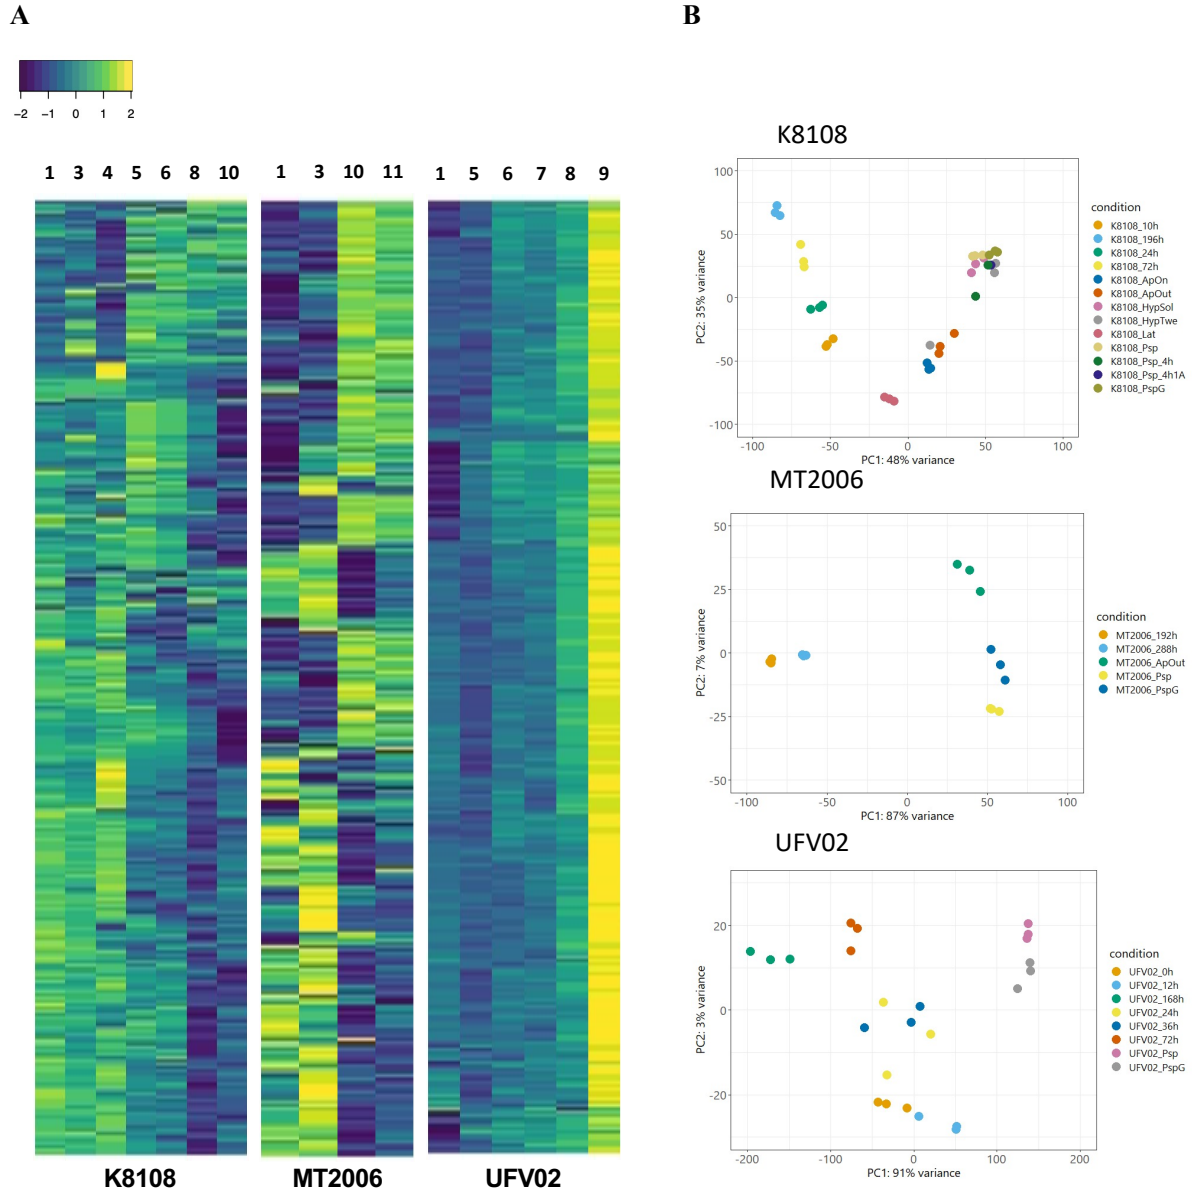 A
B
−2 −1 0 1 2
1 3 4 5 6 8 10
1 3 10 11
1 5 6 7 8 9
K8108 MT2006 UFV02
K8108
100
50
0
-50
-100
PC2: 35% variance
-100 -50 0 50 100
PC1: 48% variance
condition
K8108_10h
K8108_196h
K8108_24h
K8108_72h
K8108_ApOn
K8108_ApOut
K8108_HypSol
K8108_HypTwe
K8108_Lat
K8108_Psp
K8108_Psp_4h
K8108_Psp_4h1A
K8108_PspG
MT2006
50
25
0
-25
-50
PC2: 7% variance
-100 -50 0 50 100
PC1: 87% variance
condition
MT2006_192h
MT2006_288h
MT2006_ApOut
MT2006_Psp
MT2006_PspG
UFV02
20
0
-20
PC2: 3% variance
-200 -100 0 100 200
PC1: 91% variance
condition
UFV02_0h
UFV02_12h
UFV02_168h
UFV02_24h
UFV02_36h
UFV02_72h
UFV02_Psp
UFV02_PspG